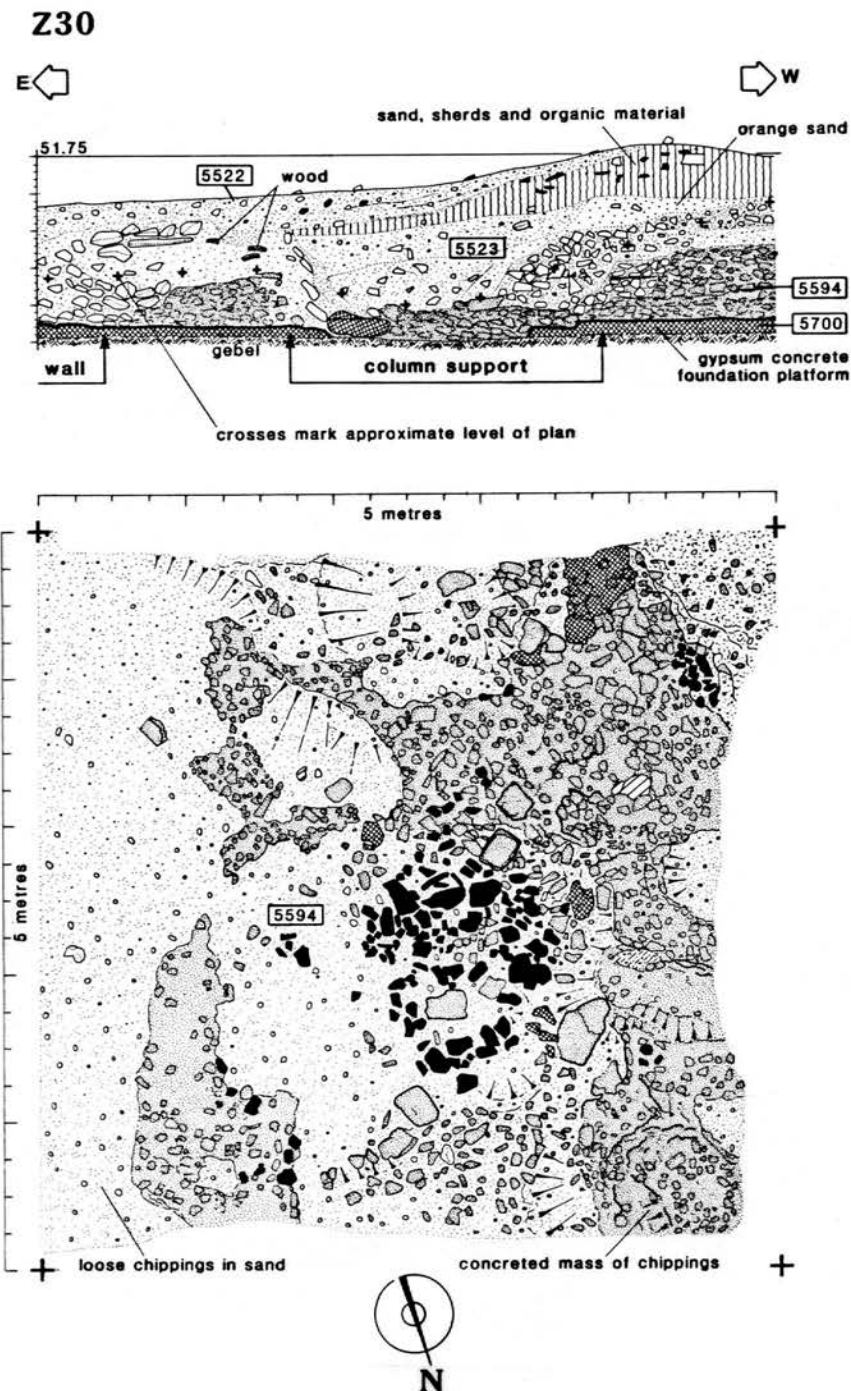 Z30
E W
sand, sherds and organic material
orange sand
51.75
5522
wood
5523
5594
5700
gebel
wall
column support
gypsum concrete
foundation platform
crosses mark approximate level of plan
5 metres
5 metres
5594
loose chippings in sand
concreted mass of chippings
N